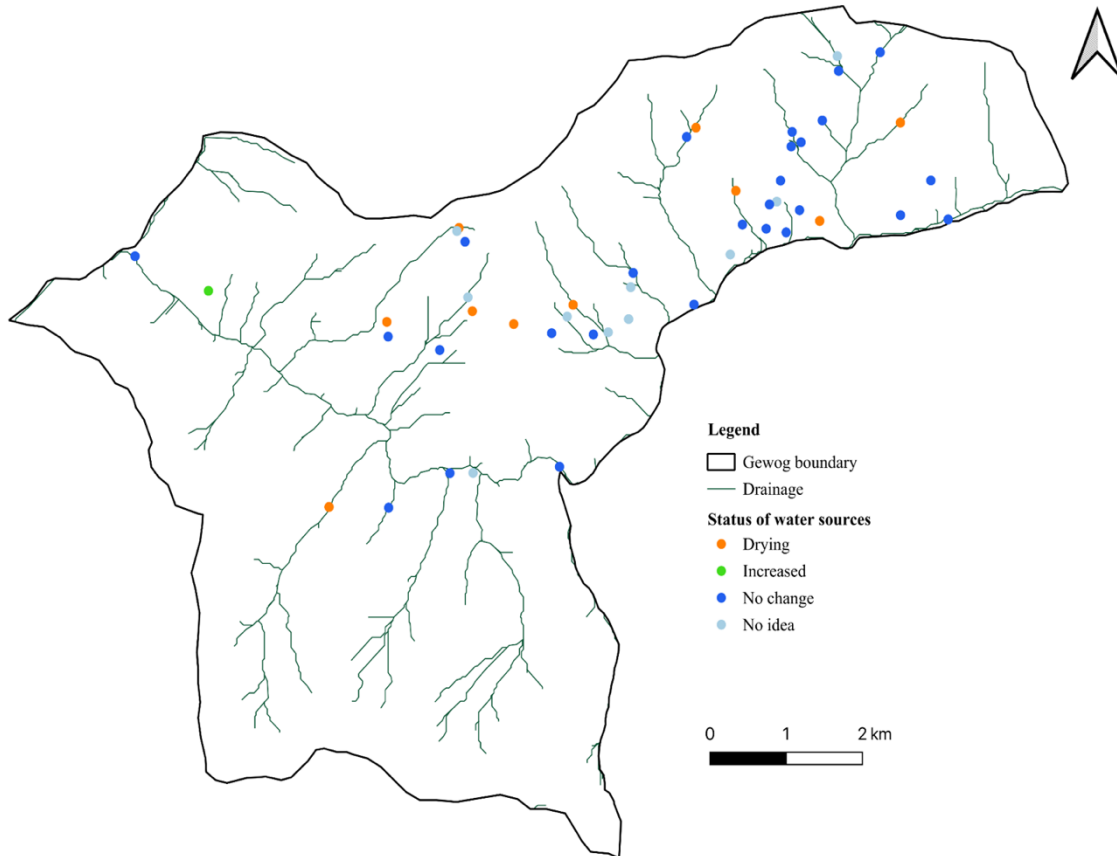 Legend
Gewog boundary
Drainage
Status of water sources
Drying
Increased
No change
No idea
0 1 2 km